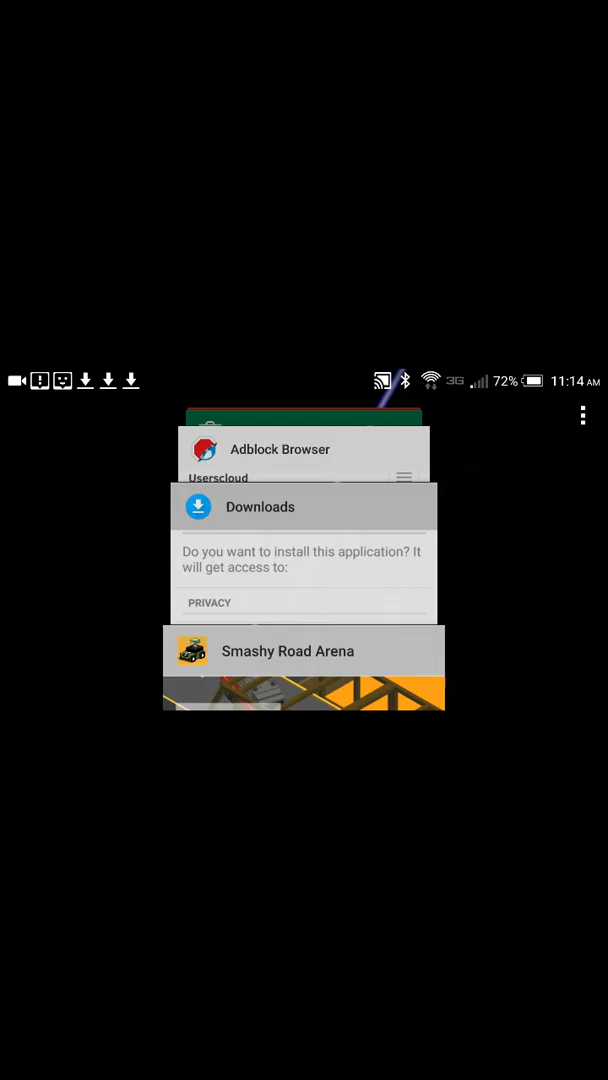 3G 72% 11:14 AM
Adblock Browser
Userscloud
Downloads
Do you want to install this application? It
will get access to:
PRIVACY
Smashy Road Arena